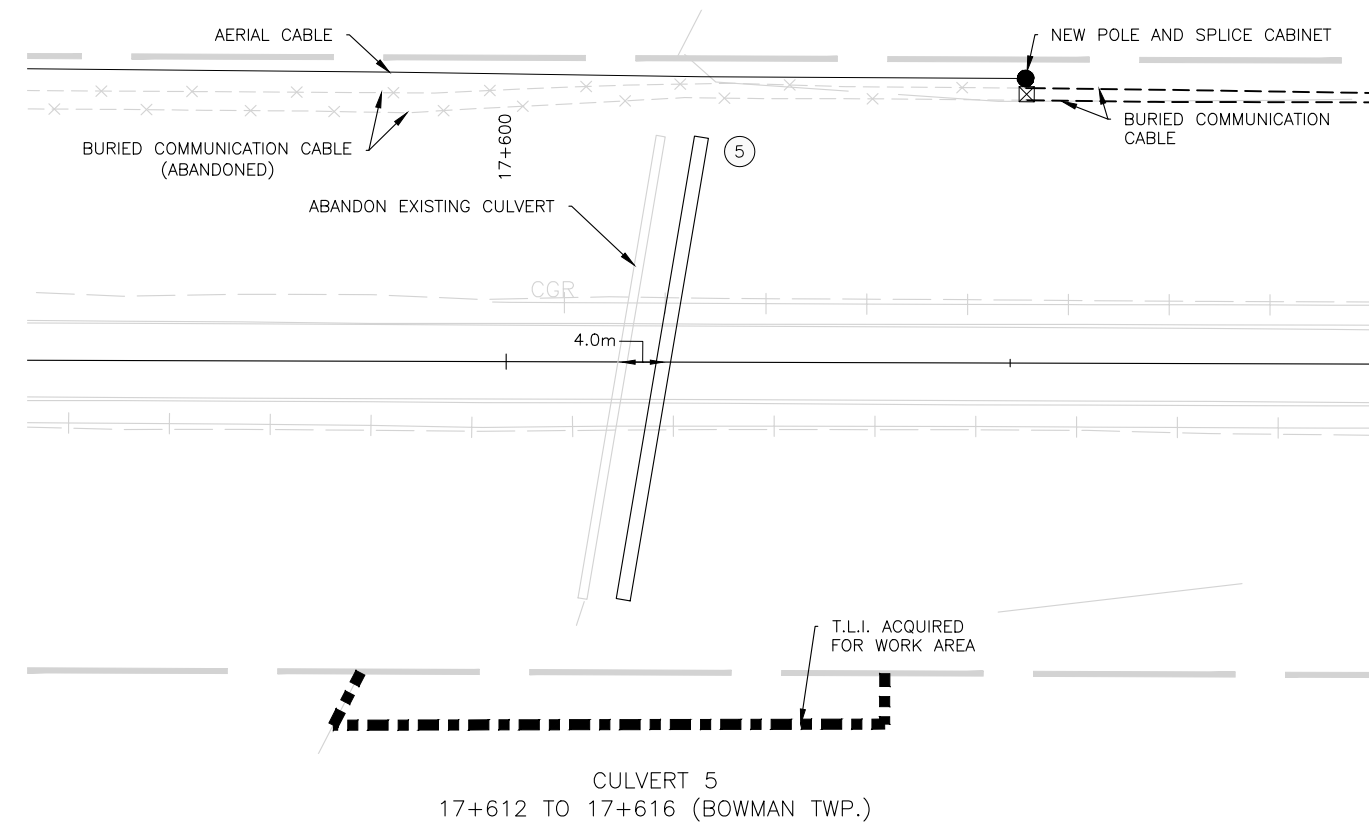 AERIAL CABLE
NEW POLE AND SPLICE CABINET
BURIED COMMUNICATION
CABLE
17+600
BURIED COMMUNICATION CABLE
(ABANDONED)
5
ABANDON EXISTING CULVERT
CGR
4.0m
T.L.I. ACQUIRED
FOR WORK AREA
CULVERT 5
17+612 TO 17+616 (BOWMAN TWP.)